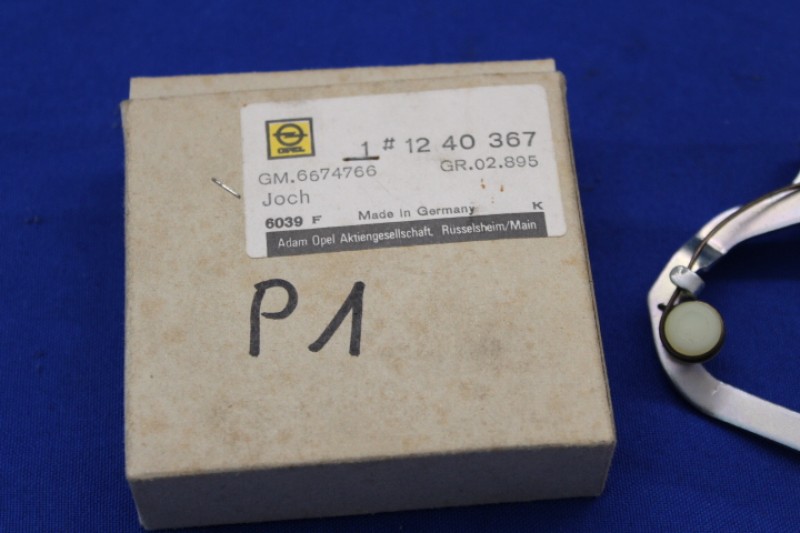 OPEL
1 # 12 40 367
GM.6674766 GR.02.895
Joch
6039 F Made in Germany K
Adam Opel Aktiengesellschaft, Rüsselsheim/Main
P1